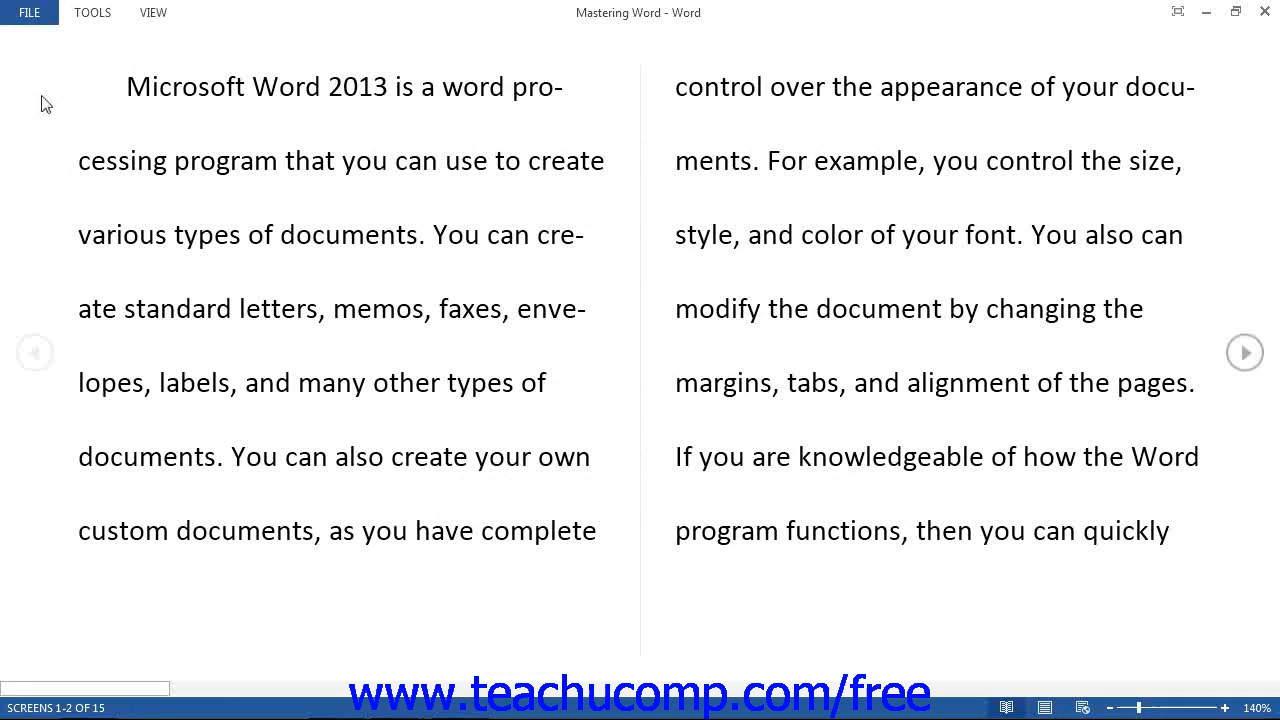 FILE TOOLS VIEW Mastering Word - Word
Microsoft Word 2013 is a word pro-
cessing program that you can use to create
various types of documents. You can cre-
ate standard letters, memos, faxes, enve-
lopes, labels, and many other types of
documents. You can also create your own
custom documents, as you have complete
control over the appearance of your docu-
ments. For example, you control the size,
style, and color of your font. You also can
modify the document by changing the
margins, tabs, and alignment of the pages.
If you are knowledgeable of how the Word
program functions, then you can quickly
www.teachucomp.com/free
SCREENS 1-2 OF 15 140%